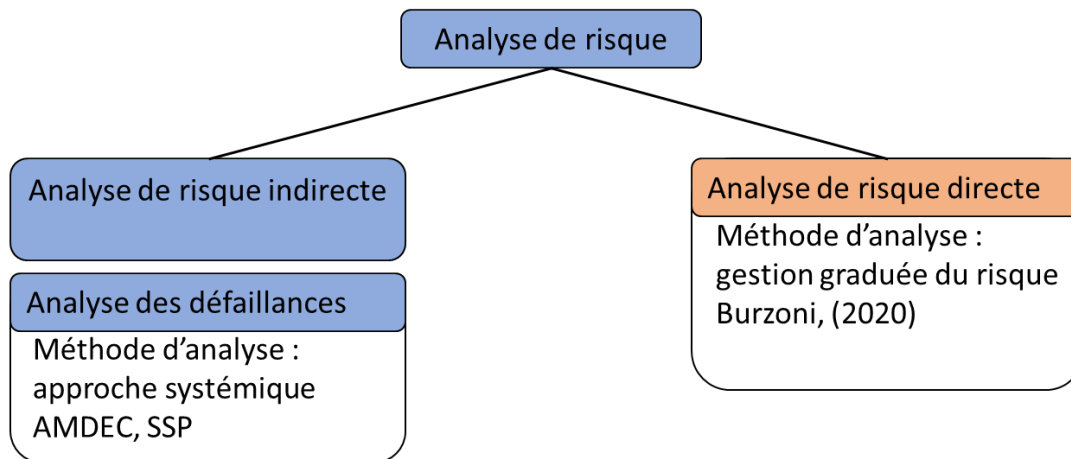 Analyse de risque
Analyse de risque indirecte
Analyse des défaillances
Méthode d’analyse :
approche systémique
AMDEC, SSP
Analyse de risque directe
Méthode d’analyse :
gestion graduée du risque
Burzoni, (2020)